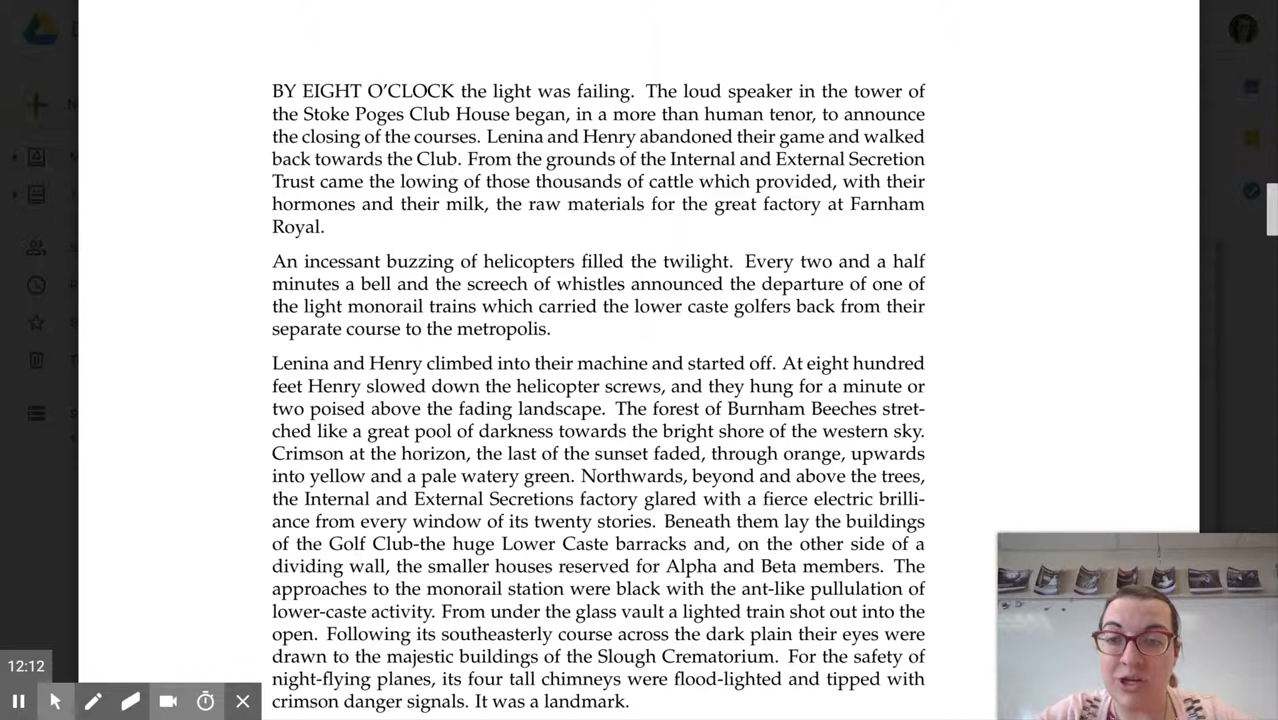 BY EIGHT O’CLOCK the light was failing. The loud speaker in the tower of
the Stoke Poges Club House began, in a more than human tenor, to announce
the closing of the courses. Lenina and Henry abandoned their game and walked
back towards the Club. From the grounds of the Internal and External Secretion
Trust came the lowing of those thousands of cattle which provided, with their
hormones and their milk, the raw materials for the great factory at Farnham
Royal.
An incessant buzzing of helicopters filled the twilight. Every two and a half
minutes a bell and the screech of whistles announced the departure of one of
the light monorail trains which carried the lower caste golfers back from their
separate course to the metropolis.
Lenina and Henry climbed into their machine and started off. At eight hundred
feet Henry slowed down the helicopter screws, and they hung for a minute or
two poised above the fading landscape. The forest of Burnham Beeches stret-
ched like a great pool of darkness towards the bright shore of the western sky.
Crimson at the horizon, the last of the sunset faded, through orange, upwards
into yellow and a pale watery green. Northwards, beyond and above the trees,
the Internal and External Secretions factory glared with a fierce electric brilli-
ance from every window of its twenty stories. Beneath them lay the buildings
of the Golf Club-the huge Lower Caste barracks and, on the other side of a
dividing wall, the smaller houses reserved for Alpha and Beta members. The
approaches to the monorail station were black with the ant-like pullulation of
lower-caste activity. From under the glass vault a lighted train shot out into the
open. Following its southeasterly course across the dark plain their eyes were
drawn to the majestic buildings of the Slough Crematorium. For the safety of
night-flying planes, its four tall chimneys were flood-lighted and tipped with
crimson danger signals. It was a landmark.
12:12